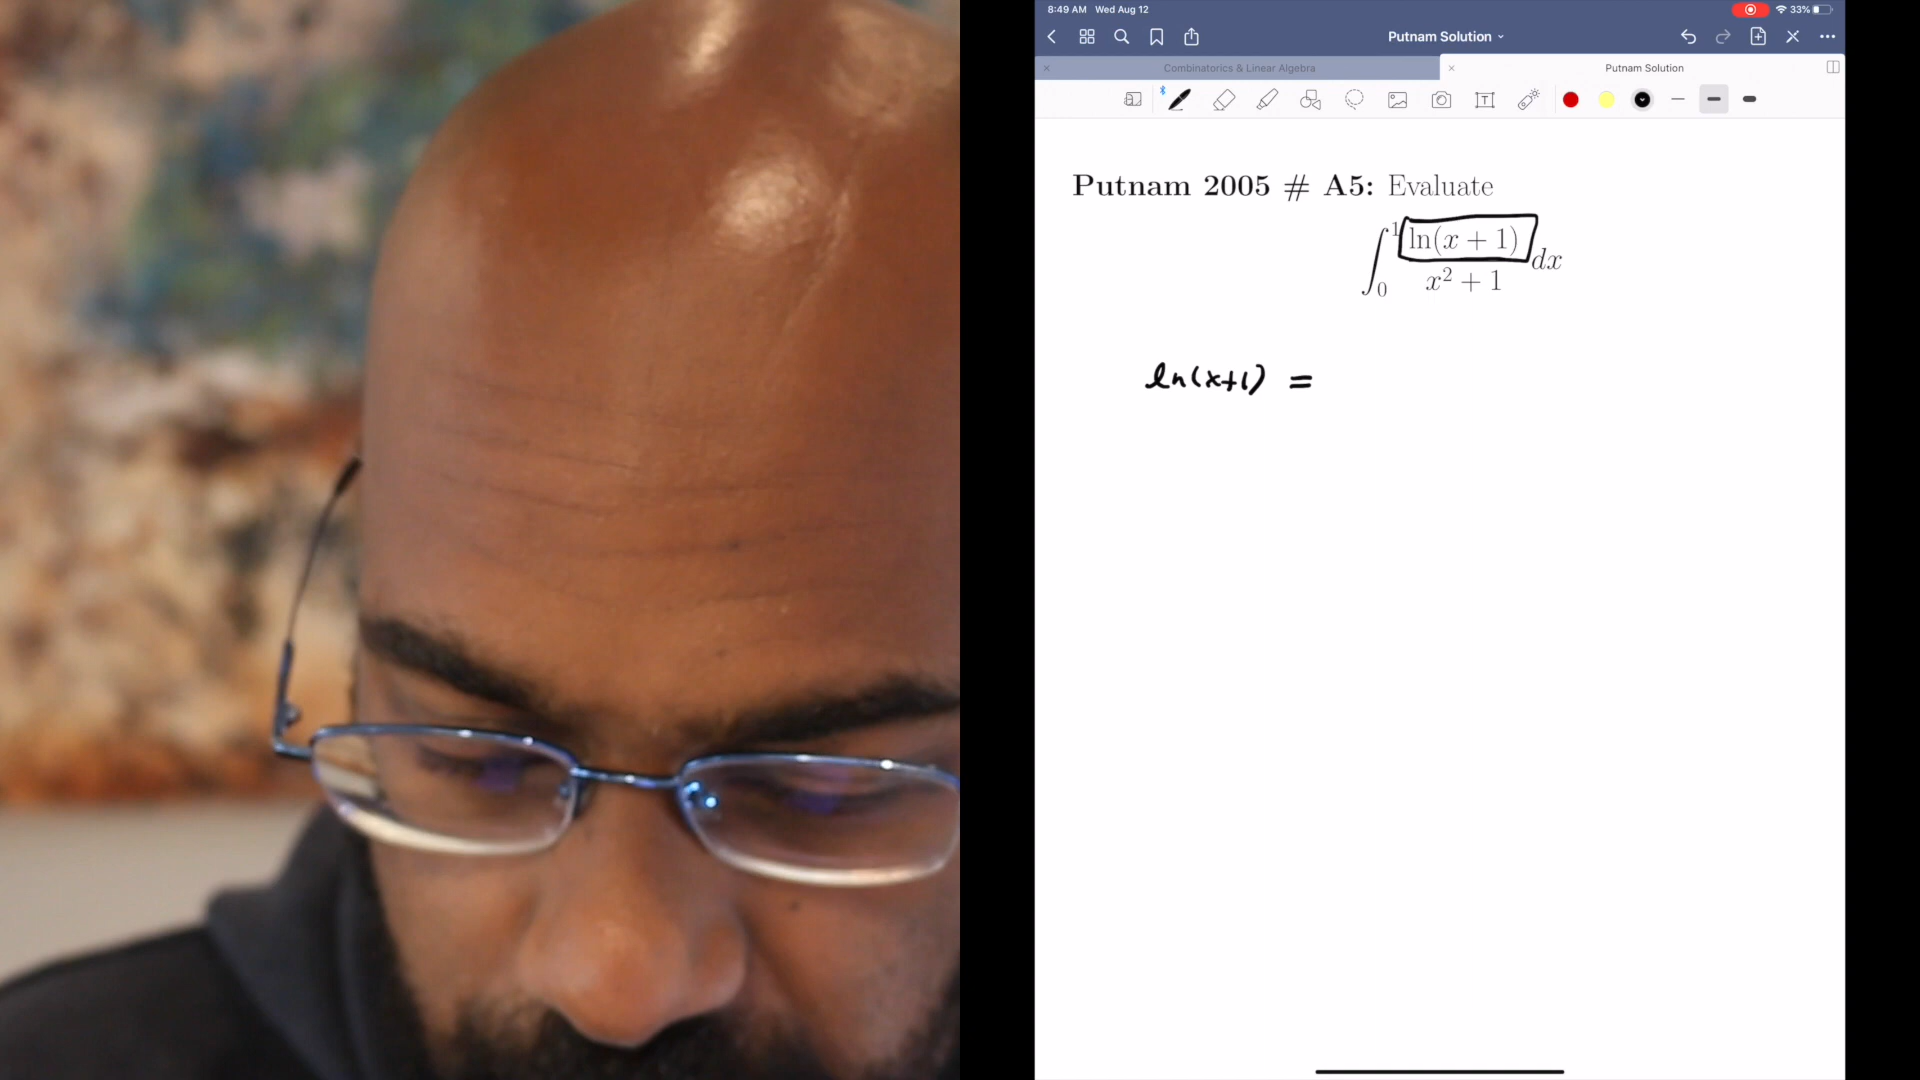 8:49 AM Wed Aug 12
33%
Putnam Solution
Combinatorics & Linear Algebra
Putnam Solution
T
Putnam 2005 # A5: Evaluate
∫₀¹ ln(x + 1) / (x² + 1) dx
ln(x+1) =